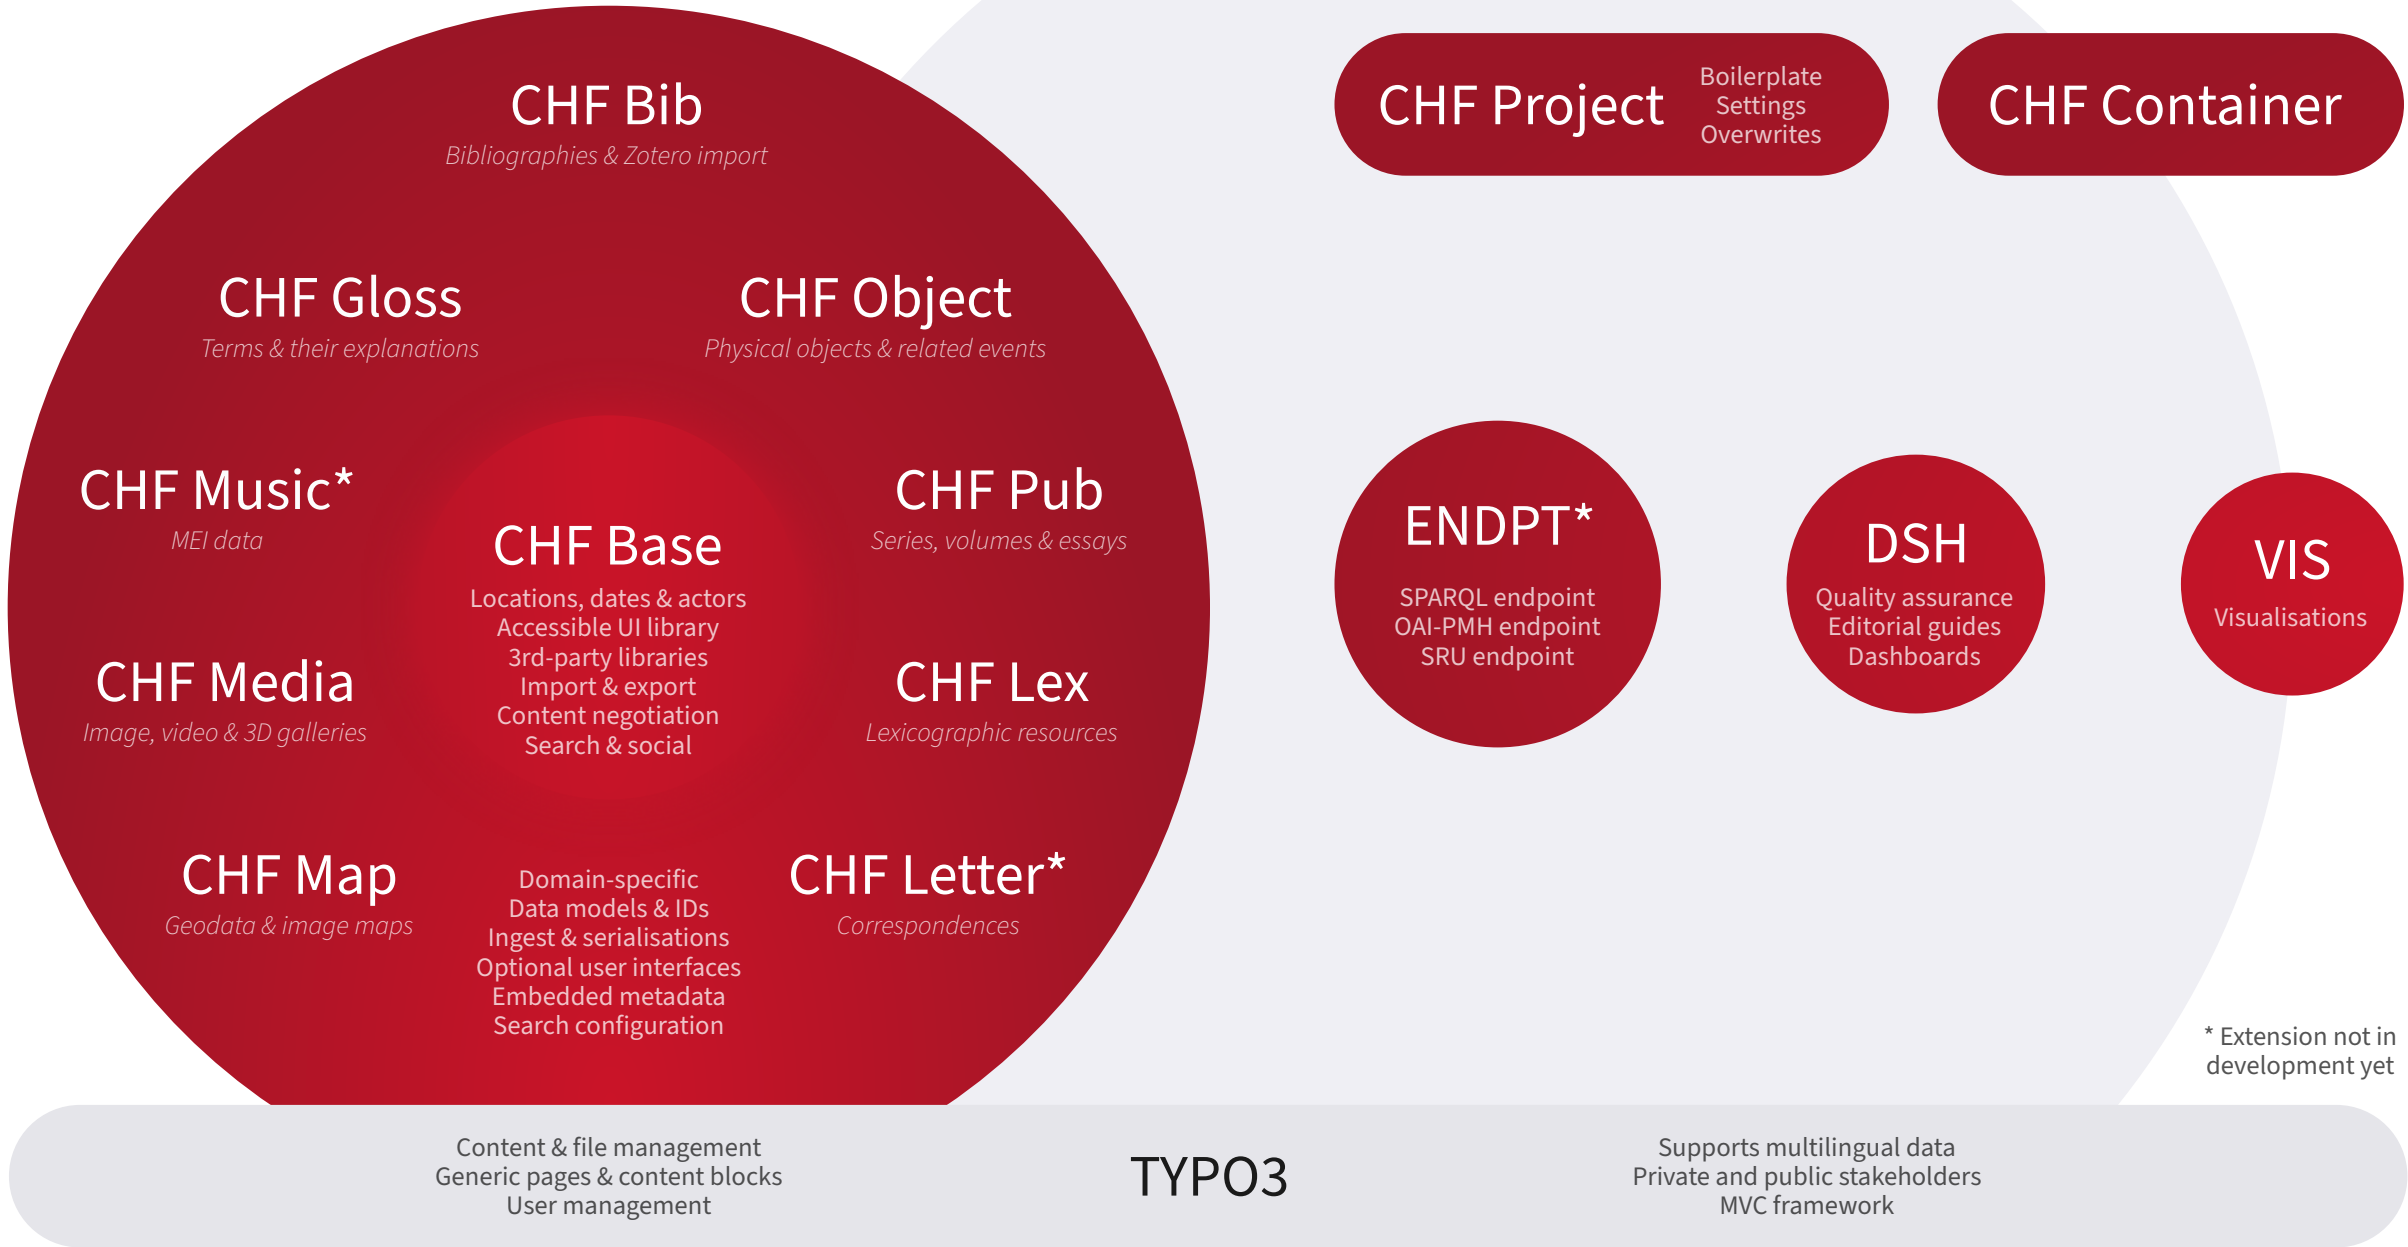 CHF Bib
Bibliographies & Zotero import
CHF Gloss
Terms & their explanations
CHF Object
Physical objects & related events
CHF Music*
MEI data
CHF Pub
Series, volumes & essays
CHF Base
Locations, dates & actors
Accessible UI library
3rd-party libraries
Import & export
Content negotiation
Search & social
CHF Media
Image, video & 3D galleries
CHF Lex
Lexicographic resources
CHF Map
Geodata & image maps
Domain-specific
Data models & IDs
Ingest & serialisations
Optional user interfaces
Embedded metadata
Search configuration
CHF Letter*
Correspondences
CHF Project
Boilerplate
Settings
Overwrites
CHF Container
ENDPT*
SPARQL endpoint
OAI-PMH endpoint
SRU endpoint
DSH
Quality assurance
Editorial guides
Dashboards
VIS
Visualisations
* Extension not in
development yet
Content & file management
Generic pages & content blocks
User management
TYPO3
Supports multilingual data
Private and public stakeholders
MVC framework